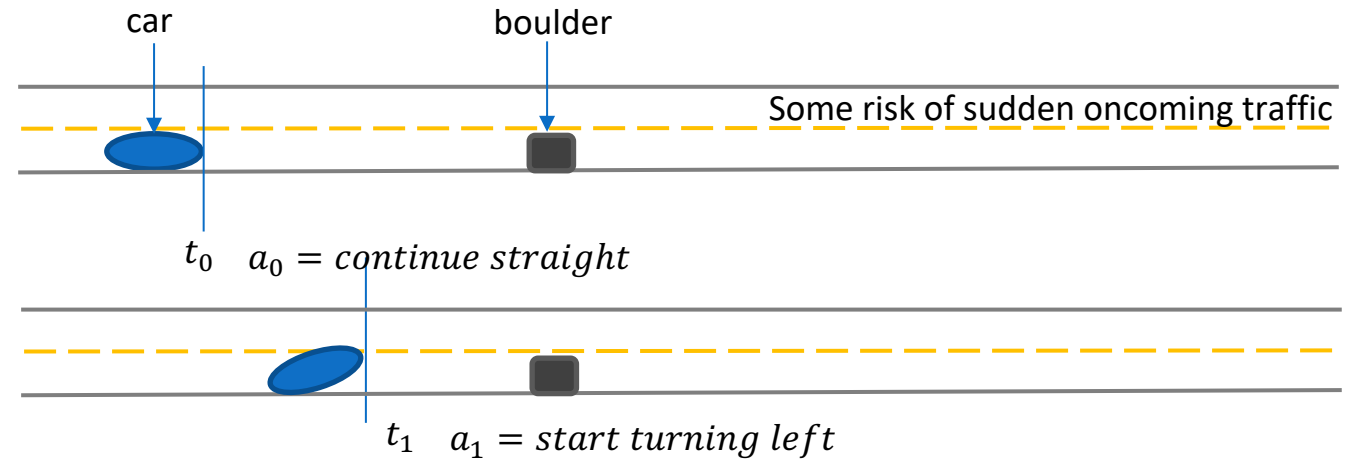 car
boulder
Some risk of sudden oncoming traffic
t₀ a₀ = continue straight
t₁ a₁ = start turning left